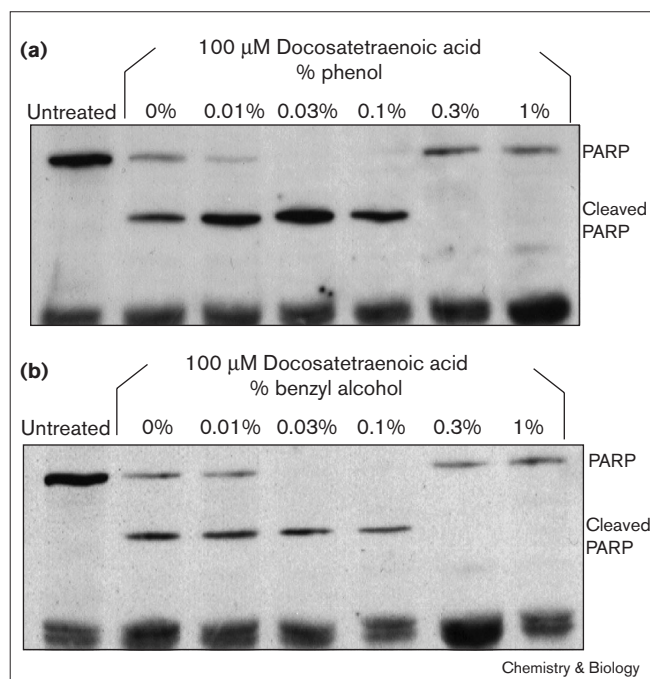 (a)
100 μM Docosatetraenoic acid
% phenol
Untreated 0% 0.01% 0.03% 0.1% 0.3% 1%
PARP
Cleaved
PARP
(b)
100 μM Docosatetraenoic acid
% benzyl alcohol
Untreated 0% 0.01% 0.03% 0.1% 0.3% 1%
PARP
Cleaved
PARP
Chemistry & Biology